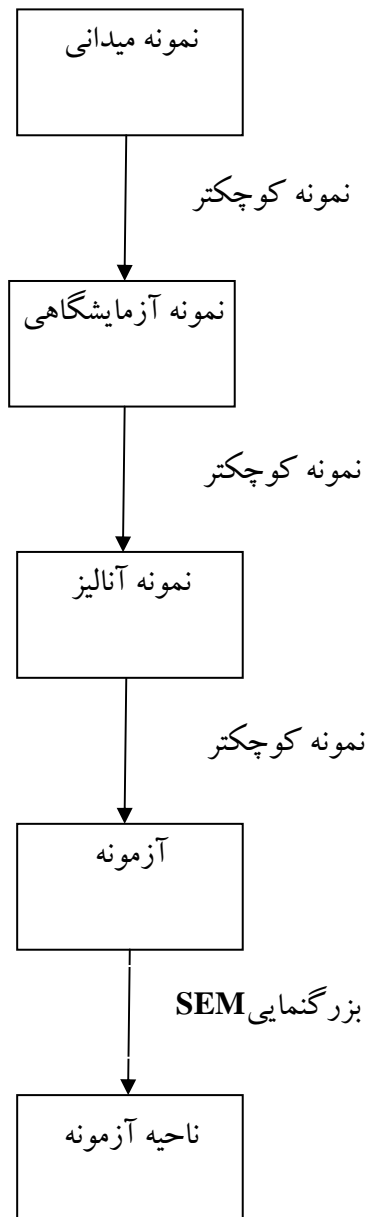 نمونه میدانی
نمونه کوچکتر
نمونه آزمایشگاهی
نمونه کوچکتر
نمونه آنالیز
نمونه کوچکتر
آزمونه
بزرگنمایی SEM
ناحیه آزمونه